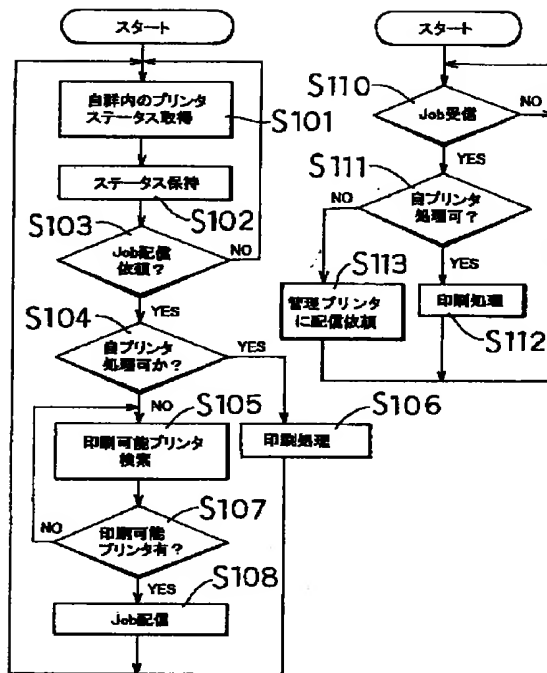 スタート
自群内のプリンタ
ステータス取得
S101
ステータス保持
S102
S103
Job配信
依頼？
NO
YES
S104
自プリンタ
処理可か？
YES
NO
S105
印刷可能プリンタ
検索
S106
印刷処理
S107
印刷可能
プリンタ有？
NO
YES
S108
Job配信
スタート
S110
Job受信
NO
YES
S111
自プリンタ
処理可？
NO
YES
S113
管理プリンタ
に配信依頼
印刷処理
S112